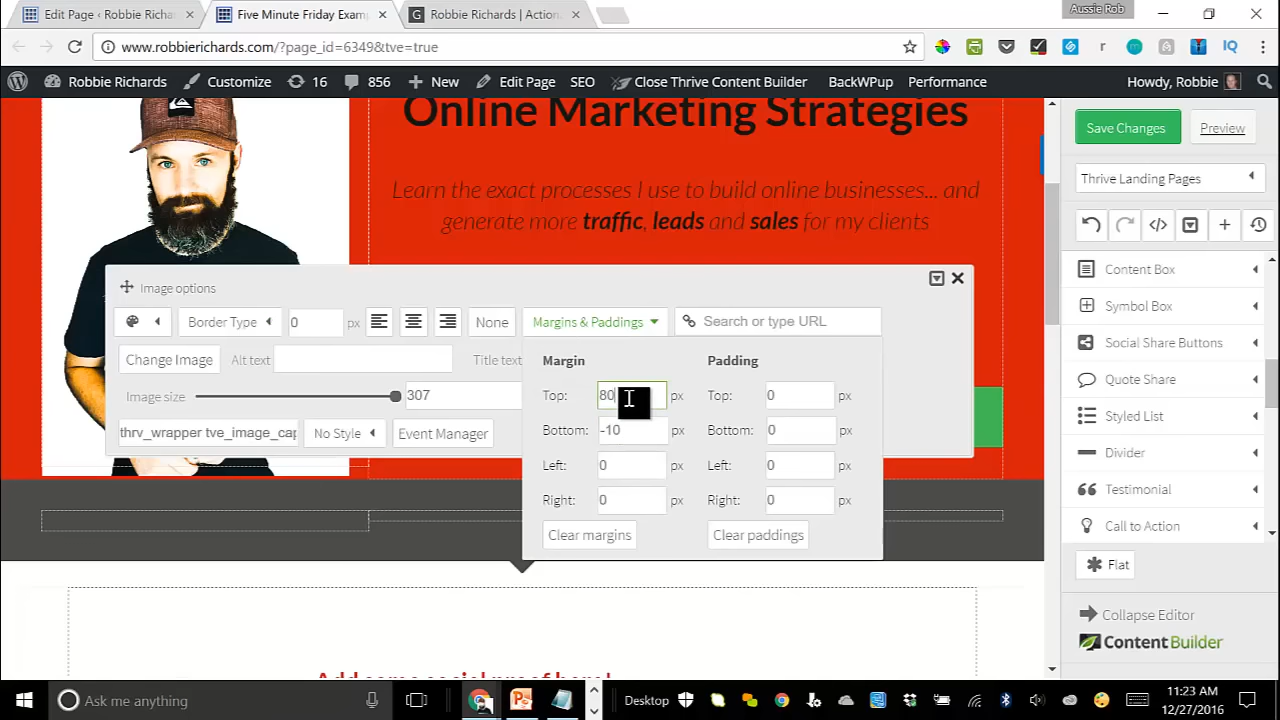 Edit Page ‹ Robbie Richa
Five Minute Friday Exam
Robbie Richards | Action
Aussie Rob
www.robbierichards.com/?page_id=6349&tve=true
Robbie Richards
Customize
16
856
New
Edit Page
SEO
Close Thrive Content Builder
BackWPup
Performance
Howdy, Robbie
Online Marketing Strategies
Learn the exact processes I use to build online businesses... and
generate more traffic, leads and sales for my clients
Image options
Border Type
0
px
None
Margins & Paddings
Search or type URL
Change Image
Alt text
Title text
Image size
307
thrv_wrapper tve_image_cap
No Style
Event Manager
Margin
Padding
Top:
80
px
Top:
0
px
Bottom:
-10
px
Bottom:
0
px
Left:
0
px
Left:
0
px
Right:
0
px
Right:
0
px
Clear margins
Clear paddings
Save Changes
Preview
Thrive Landing Pages
Content Box
Symbol Box
Social Share Buttons
Quote Share
Styled List
Divider
Testimonial
Call to Action
Flat
Collapse Editor
Content Builder
Add some social proof here!
Ask me anything
Desktop
11:23 AM
12/27/2016